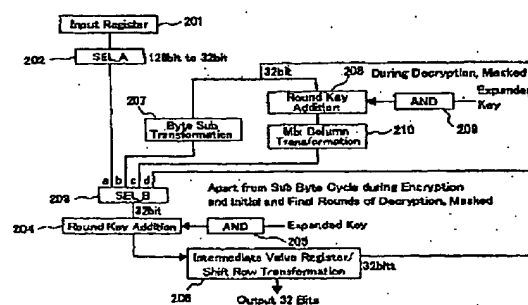 Input Register
201
202
SEL A
128bit to 32bit
32bit
208
During Decryption, Masked
207
Round Key
Addition
AND
Expanded
Key
Byte Sub
Transformation
209
Mix Column
Transformation
210
a b c d
203
SEL B
Apart from Sub Byte Cycle during Encryption
and Initial and Final Rounds of Decryption, Masked
32bit
204
Round Key Addition
AND
Expanded Key
205
Intermediate Value Register/
Shift Row Transformation
32bits
206
Output 32 Bits